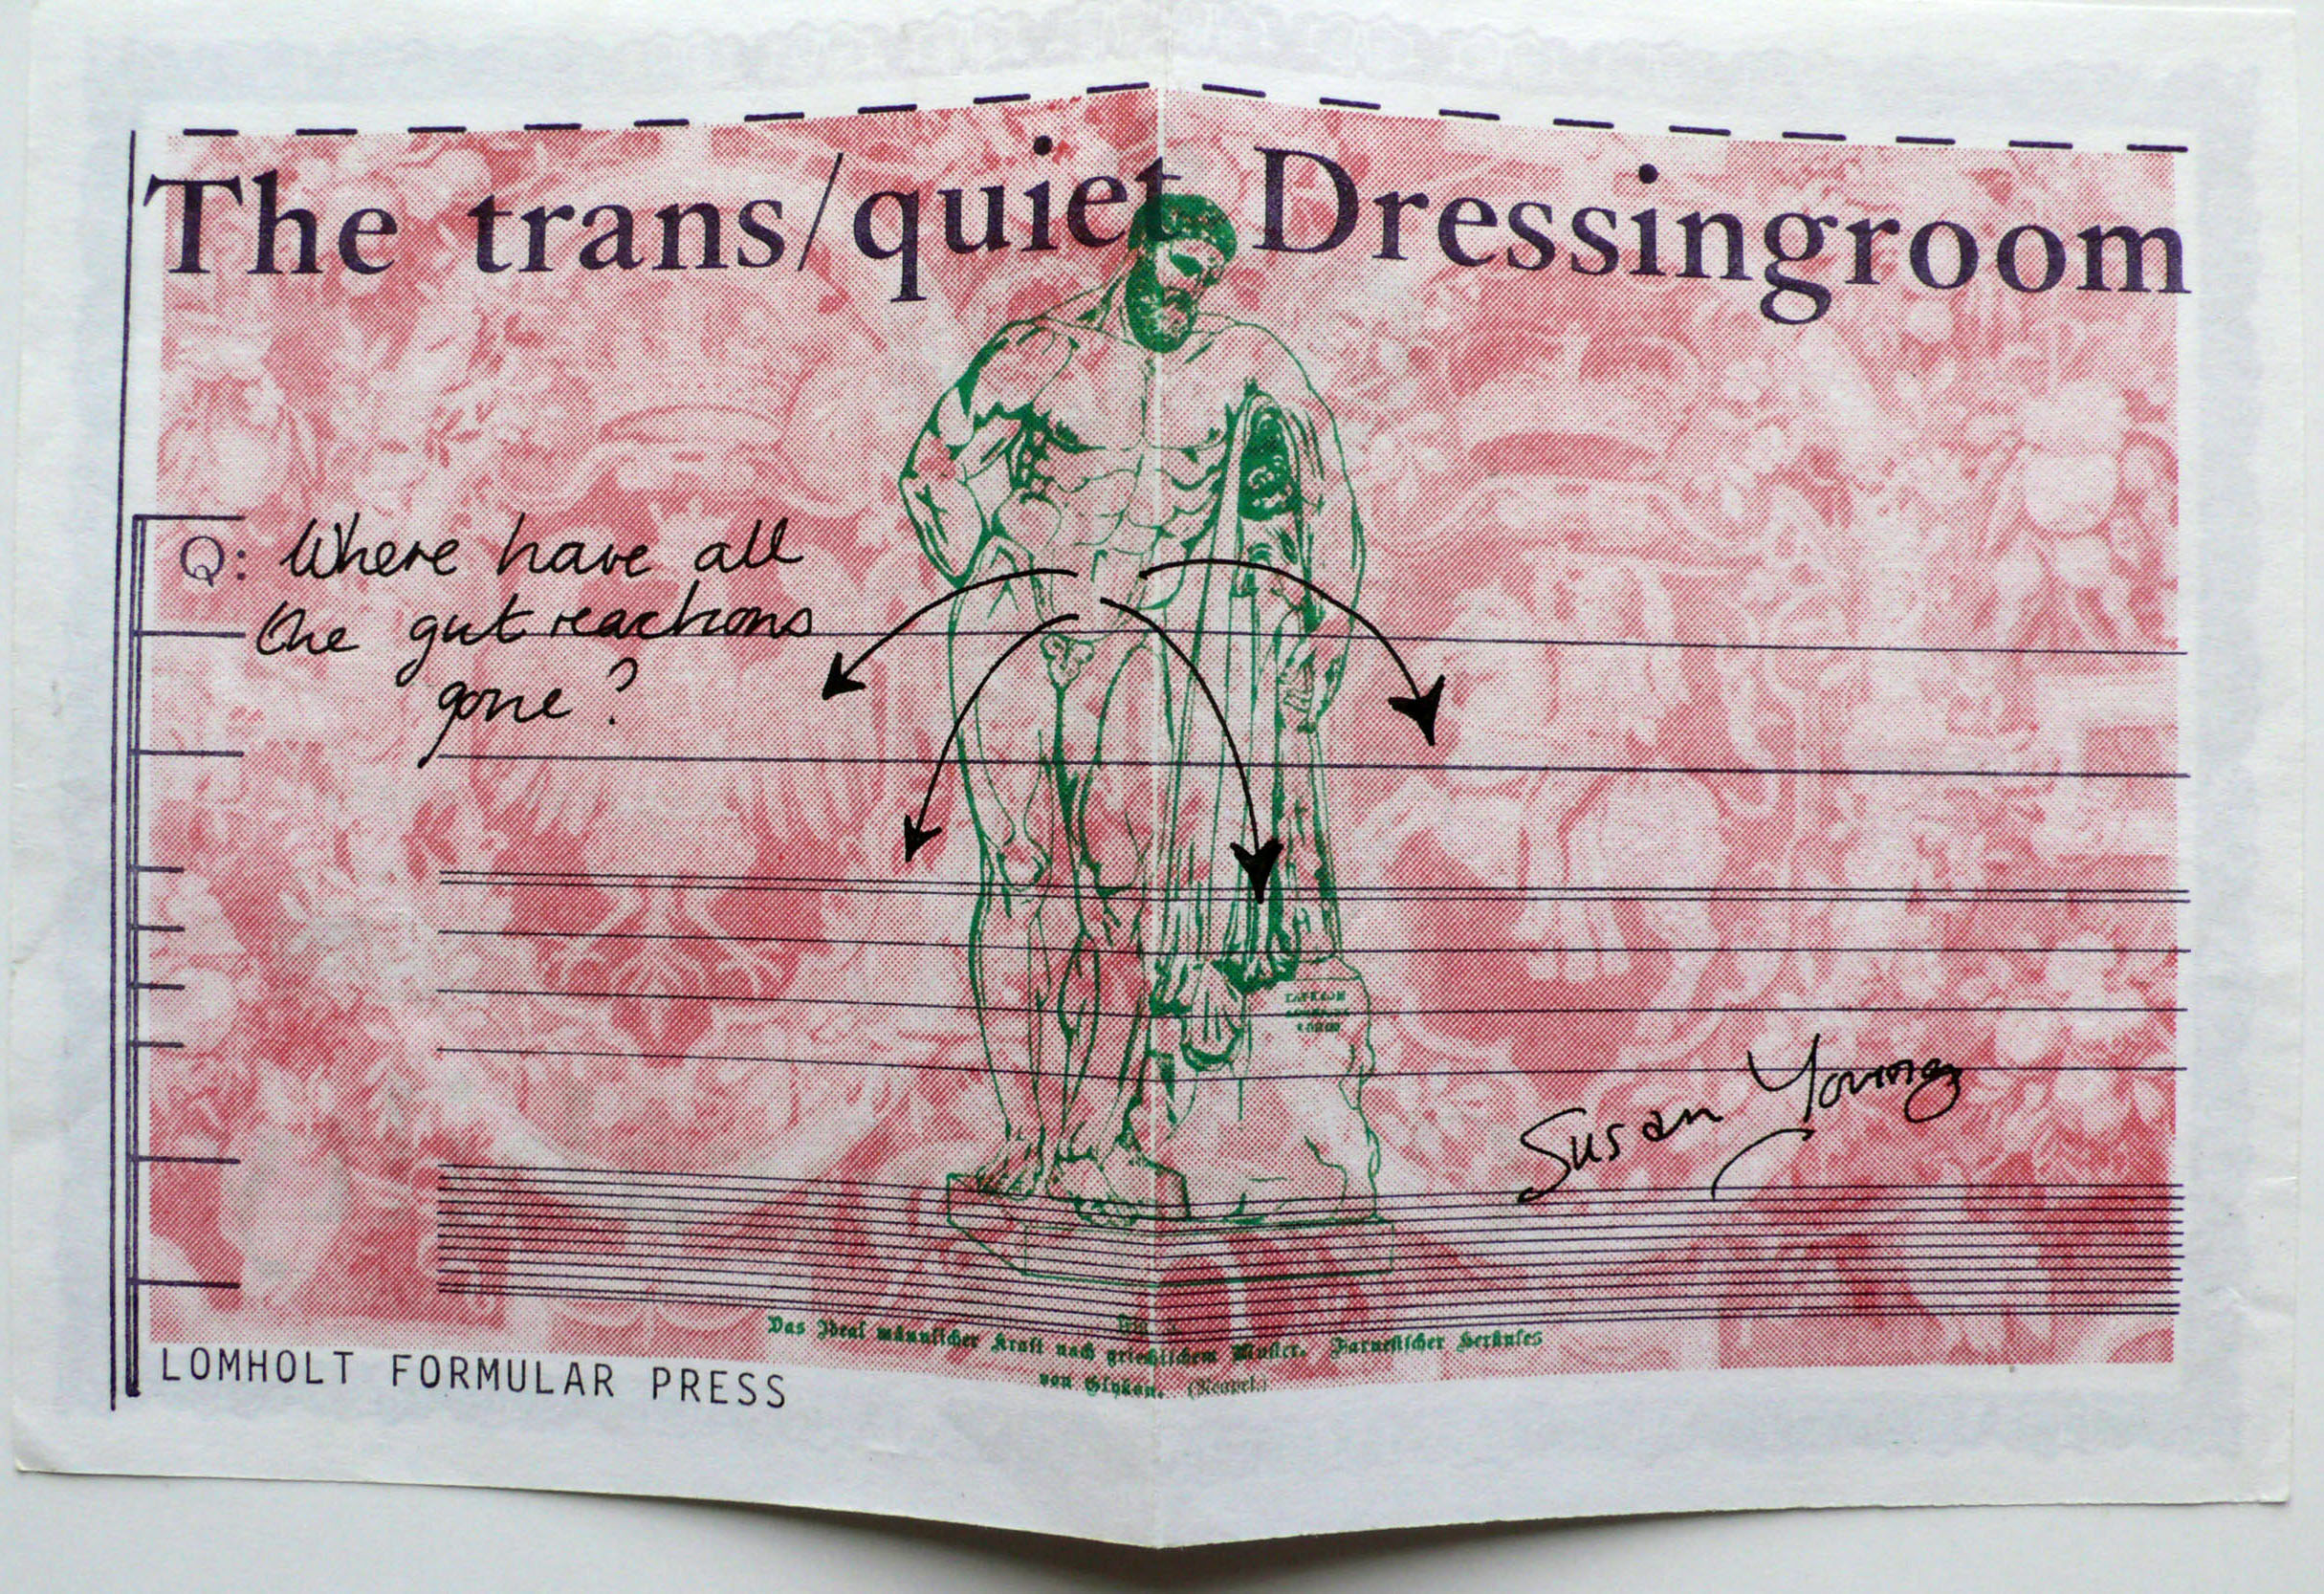 The trans/quiet Dressingroom
Q: Where have all
the gut reactions
gone?
Susan Young
Das Ideal männlicher Kraft nach griechischem Muster. Farnesischer Herkules
von Glykon. (Neapel.)
LOMHOLT FORMULAR PRESS